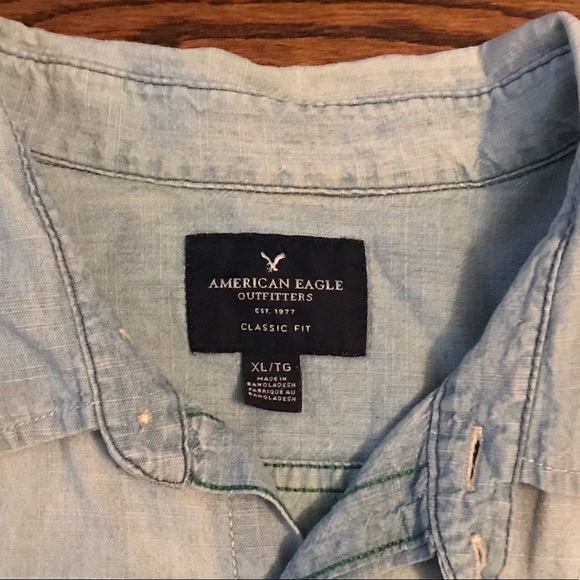 AMERICAN EAGLE
OUTFITTERS
EST. 1977
CLASSIC FIT
XL/TG
MADE IN
BANGLADESH
FABRIQUÉ AU
BANGLADESH